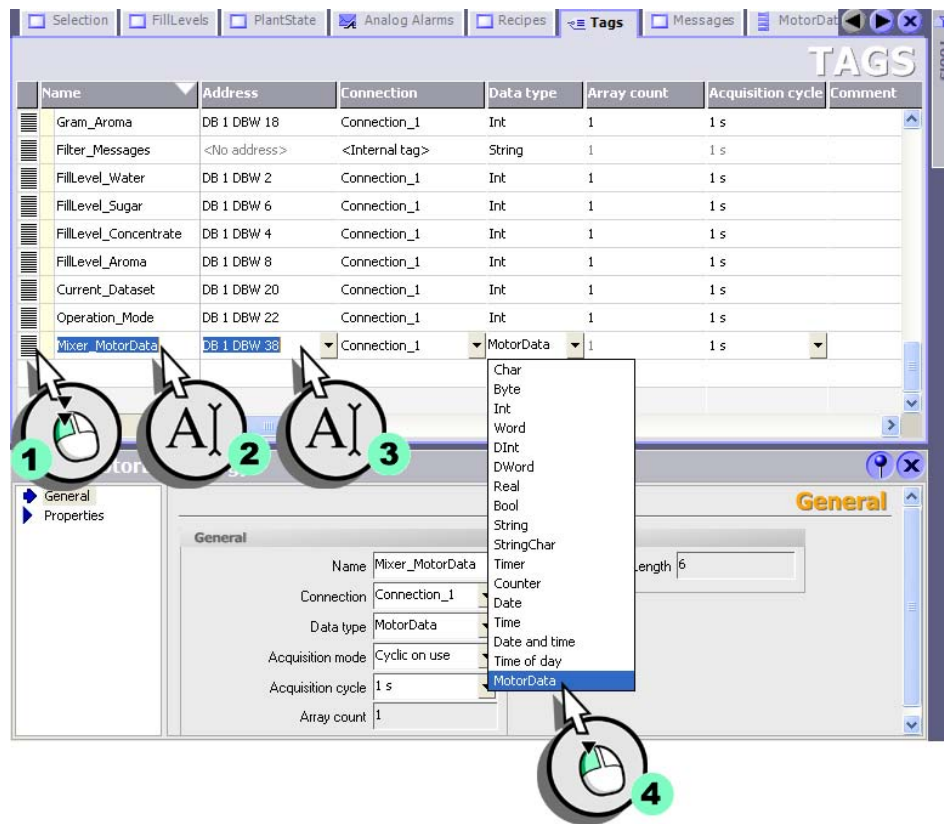 Selection FillLevels PlantState Analog Alarms Recipes Tags Messages MotorDat
TAGS
Name Address Connection Data type Array count Acquisition cycle Comment
Gram_Aroma DB 1 DBW 18 Connection_1 Int 1 1 s
Filter_Messages <No address> <Internal tag> String 1 1 s
FillLevel_Water DB 1 DBW 2 Connection_1 Int 1 1 s
FillLevel_Sugar DB 1 DBW 6 Connection_1 Int 1 1 s
FillLevel_Concentrate DB 1 DBW 4 Connection_1 Int 1 1 s
FillLevel_Aroma DB 1 DBW 8 Connection_1 Int 1 1 s
Current_Dataset DB 1 DBW 20 Connection_1 Int 1 1 s
Operation_Mode DB 1 DBW 22 Connection_1 Int 1 1 s
Mixer_MotorData DB 1 DBW 38 Connection_1 MotorData 1 1 s
Char
Byte
Int
Word
DInt
DWord
Real
Bool
String
StringChar
Timer
Counter
Date
Time
Date and time
Time of day
MotorData
1 A 2 A 3
General
Properties
General
General
Name Mixer_MotorData
Length 6
Connection Connection_1
Data type MotorData
Acquisition mode Cyclic on use
Acquisition cycle 1 s
Array count 1
4